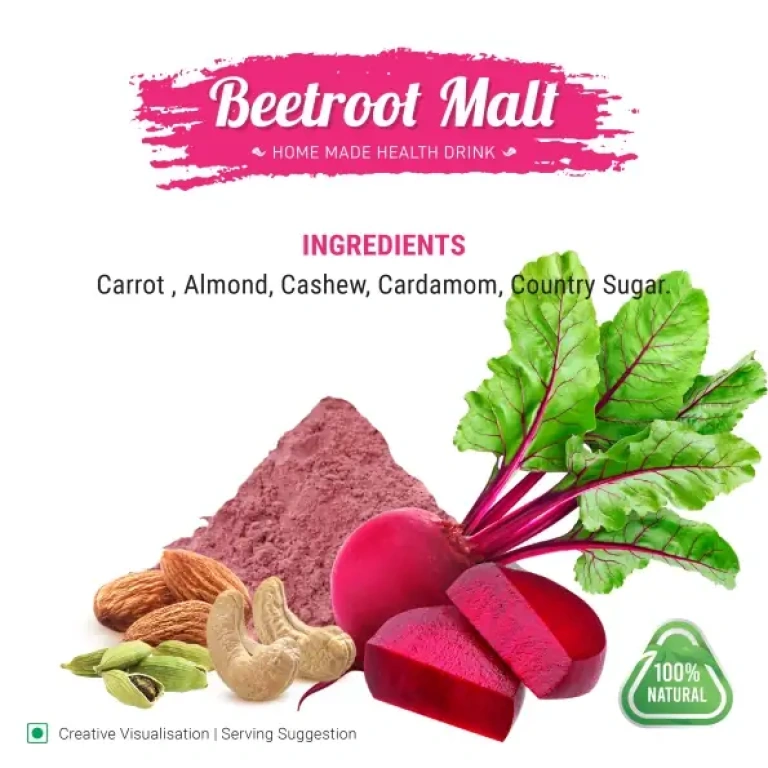 Beetroot Malt
HOME MADE HEALTH DRINK
INGREDIENTS
Carrot , Almond, Cashew, Cardamom, Country Sugar.
100%
NATURAL
Creative Visualisation | Serving Suggestion